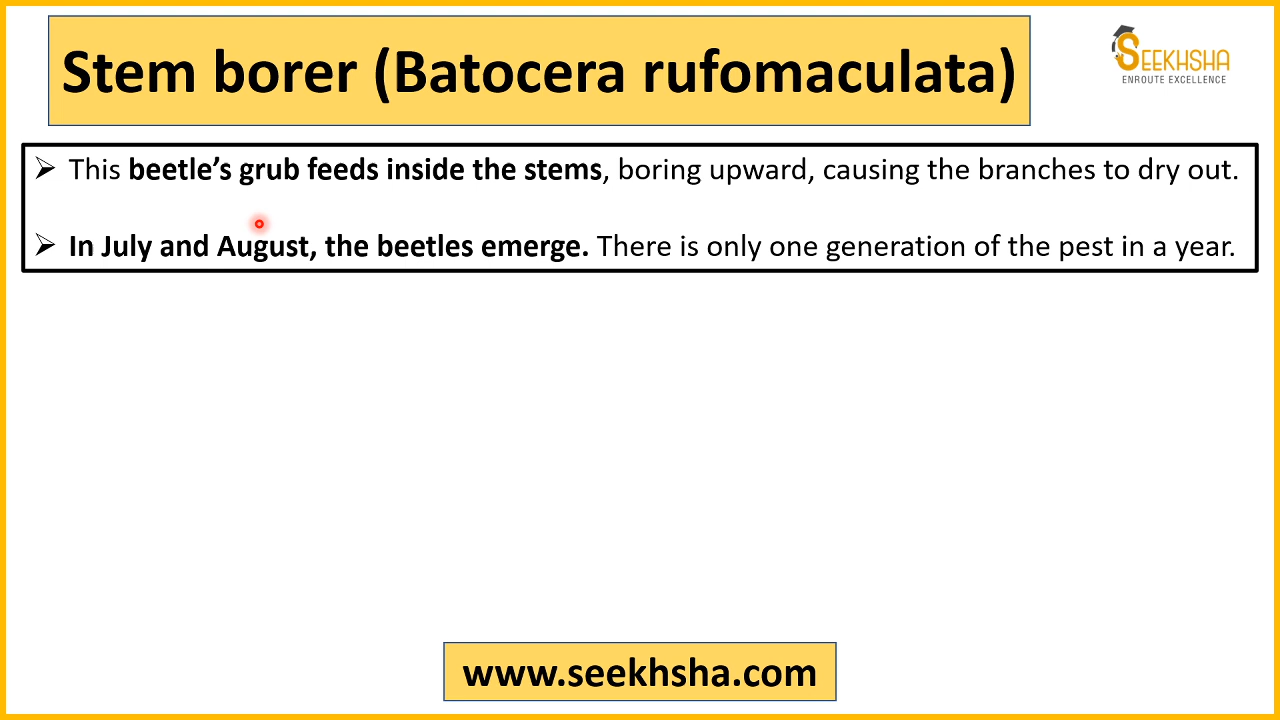 Stem borer (Batocera rufomaculata)
SEEKHSHA
ENROUTE EXCELLENCE
➢ This beetle’s grub feeds inside the stems, boring upward, causing the branches to dry out.
➢ In July and August, the beetles emerge. There is only one generation of the pest in a year.
www.seekhsha.com